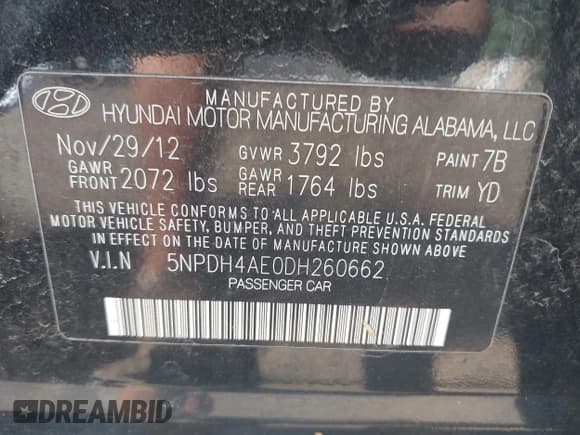 MANUFACTURED BY
HYUNDAI MOTOR MANUFACTURING ALABAMA, LLC
Nov/29/12 GVWR 3792 lbs PAINT 7B
GAWR FRONT 2072 lbs GAWR REAR 1764 lbs TRIM YD
THIS VEHICLE CONFORMS TO ALL APPLICABLE U.S.A. FEDERAL
MOTOR VEHICLE SAFETY, BUMPER, AND THEFT PREVENTION STANDARDS
IN EFFECT ON THE DATE OF MANUFACTURE SHOWN ABOVE
V.I.N 5NPDH4AE0DH260662
PASSENGER CAR
DREAMBID